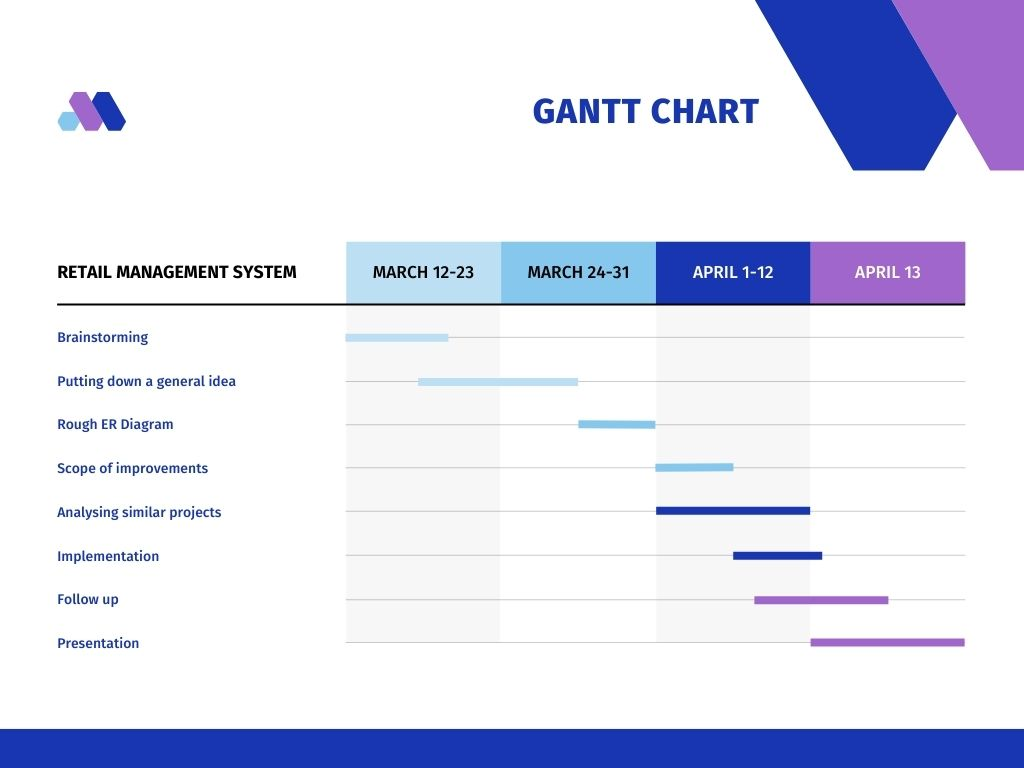 GANTT CHART
RETAIL MANAGEMENT SYSTEM MARCH 12-23 MARCH 24-31 APRIL 1-12 APRIL 13
Brainstorming
Putting down a general idea
Rough ER Diagram
Scope of improvements
Analysing similar projects
Implementation
Follow up
Presentation